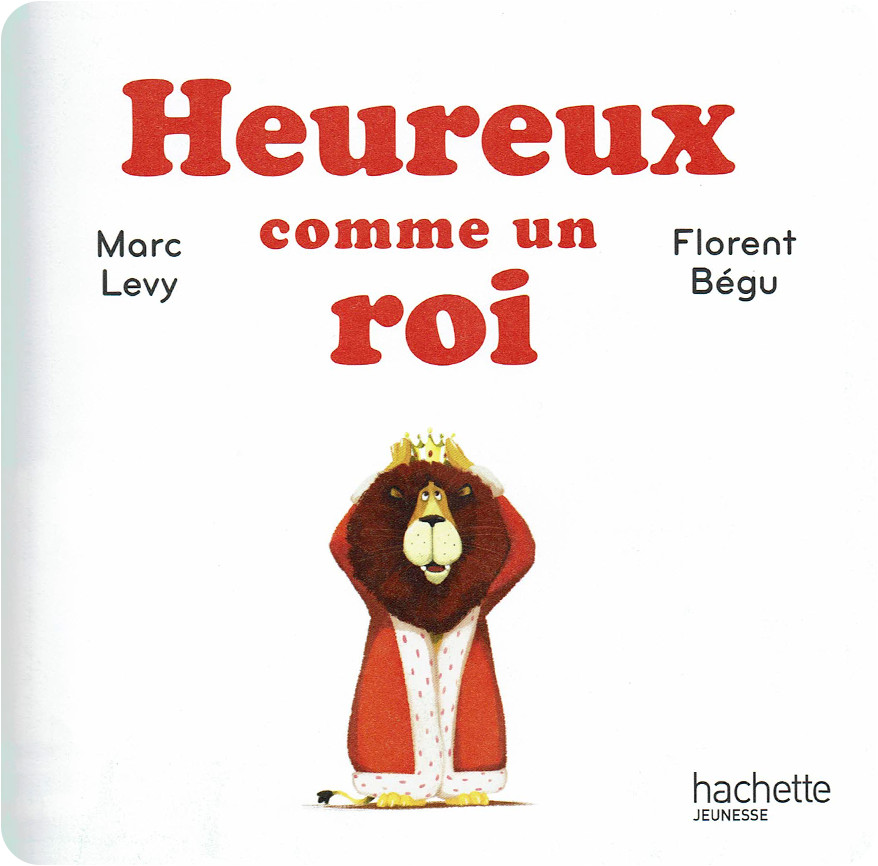 Heureux
comme un
roi
Marc
Levy
Florent
Bégu
hachette
JEUNESSE